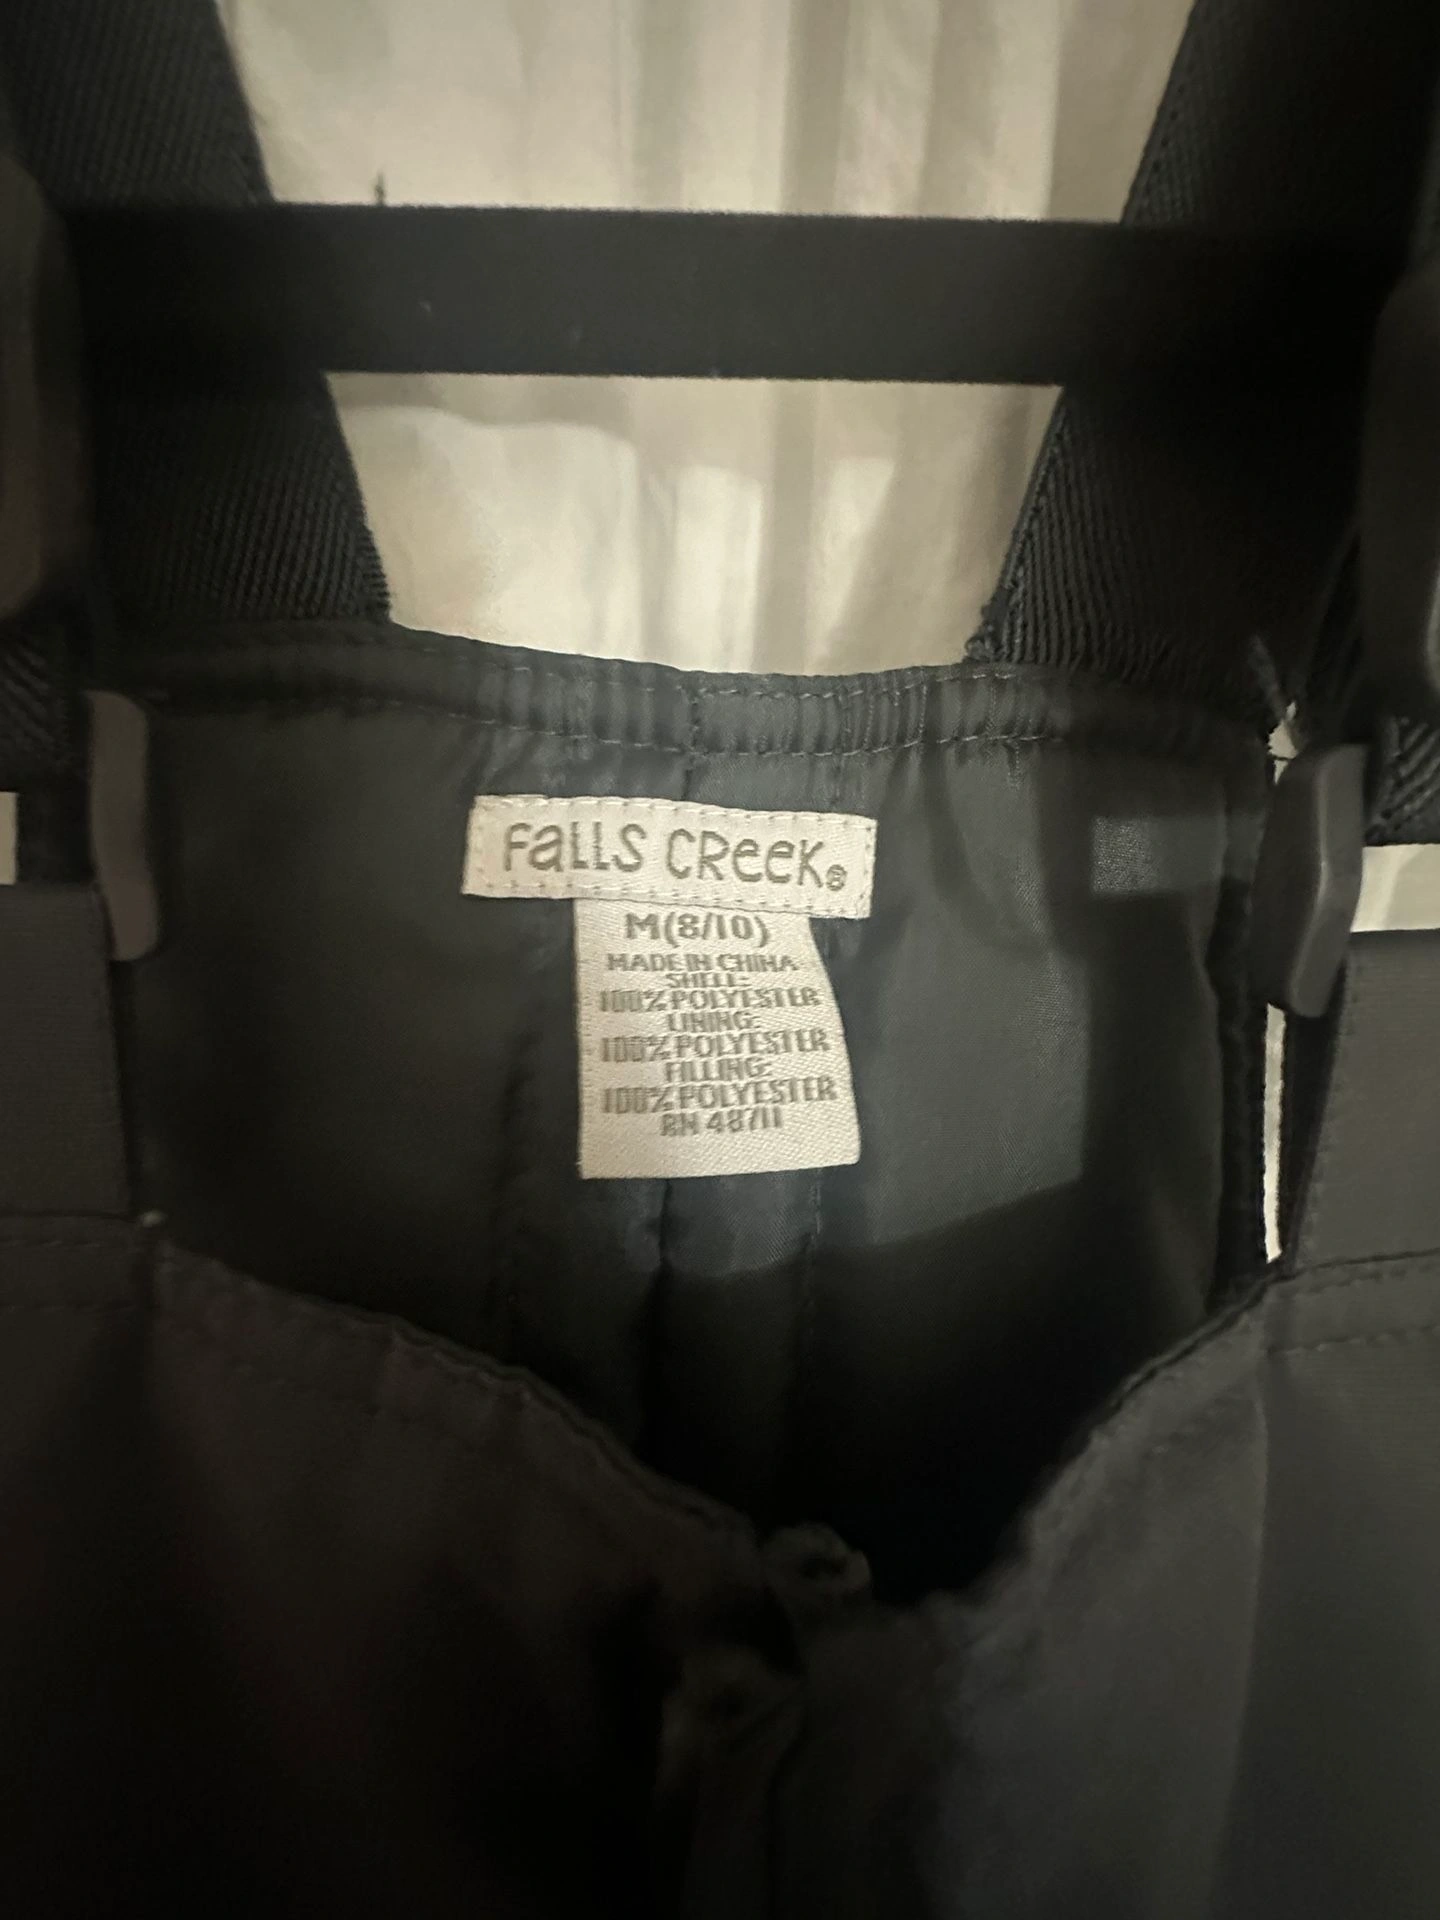 FaLLS CReeK®
M(8/10)
MADE IN CHINA
SHELL:
100% POLYESTER
LINING:
100% POLYESTER
FILLING:
100% POLYESTER
RN 48711